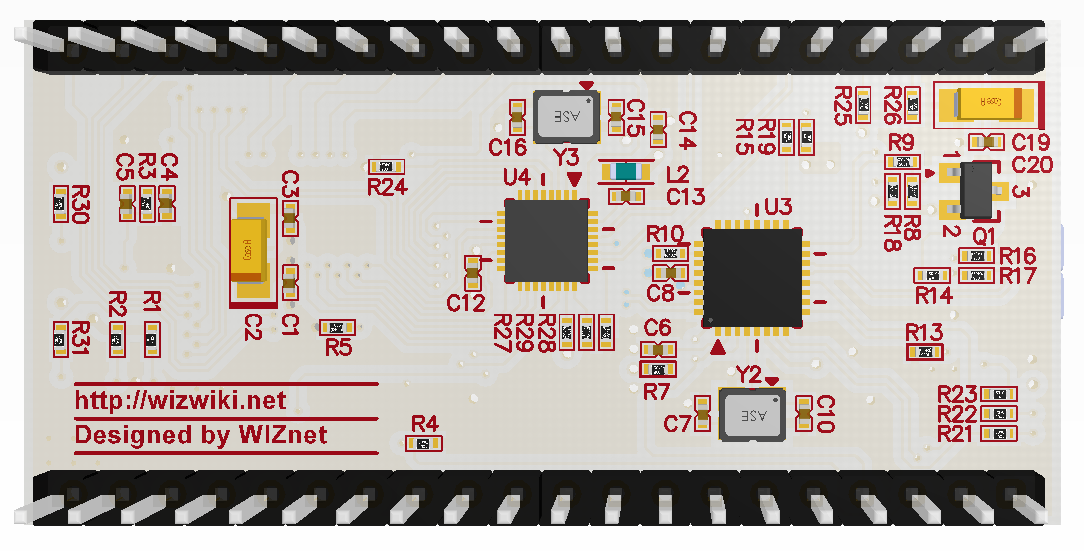 C16
ASE
C15
C14
Y3
R15
R19
R25
R26
CaseA
C19
C20
R9
1
3
2
R18
R8
Q1
R16
R17
R14
R13
R23
R22
R21
R30
C5
R3
C4
R24
C3
U4
L2
C13
U3
R10
C8
C12
R27
R29
R28
C6
R7
R31
R2
R1
C2
C1
R5
Y2
C7
ASE
C10
http://wizwiki.net
Designed by WIZnet
R4